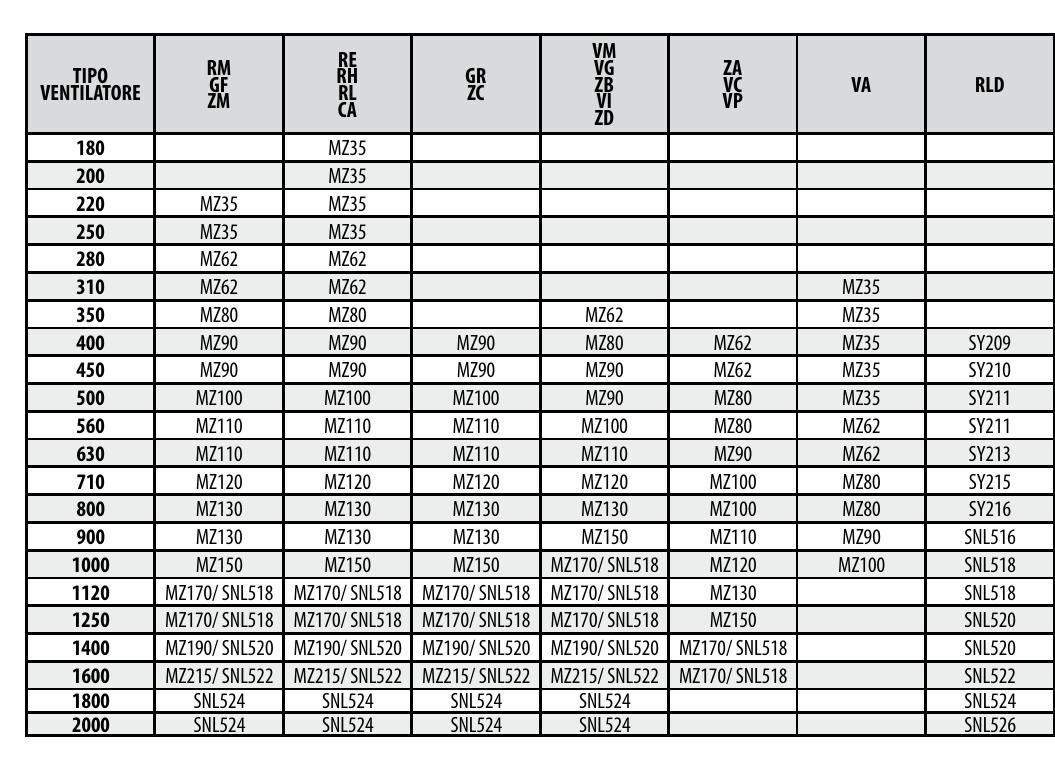 TIPO VENTILATORE RM GF ZM RE RH RL CA GR ZC VM VG ZB VI ZD ZA VC VP VA RLD
180 MZ35
200 MZ35
220 MZ35 MZ35
250 MZ35 MZ35
280 MZ62 MZ62
310 MZ62 MZ62 MZ35
350 MZ80 MZ80 MZ62 MZ35
400 MZ90 MZ90 MZ90 MZ80 MZ62 MZ35 SY209
450 MZ90 MZ90 MZ90 MZ90 MZ62 MZ35 SY210
500 MZ100 MZ100 MZ100 MZ90 MZ80 MZ35 SY211
560 MZ110 MZ110 MZ110 MZ100 MZ80 MZ62 SY211
630 MZ110 MZ110 MZ110 MZ110 MZ90 MZ62 SY213
710 MZ120 MZ120 MZ120 MZ120 MZ100 MZ80 SY215
800 MZ130 MZ130 MZ130 MZ130 MZ100 MZ80 SY216
900 MZ130 MZ130 MZ130 MZ150 MZ110 MZ90 SNL516
1000 MZ150 MZ150 MZ150 MZ170/ SNL518 MZ120 MZ100 SNL518
1120 MZ170/ SNL518 MZ170/ SNL518 MZ170/ SNL518 MZ170/ SNL518 MZ130 SNL518
1250 MZ170/ SNL518 MZ170/ SNL518 MZ170/ SNL518 MZ170/ SNL518 MZ150 SNL520
1400 MZ190/ SNL520 MZ190/ SNL520 MZ190/ SNL520 MZ190/ SNL520 MZ170/ SNL518 SNL520
1600 MZ215/ SNL522 MZ215/ SNL522 MZ215/ SNL522 MZ215/ SNL522 MZ170/ SNL518 SNL522
1800 SNL524 SNL524 SNL524 SNL524 SNL524
2000 SNL524 SNL524 SNL524 SNL524 SNL526